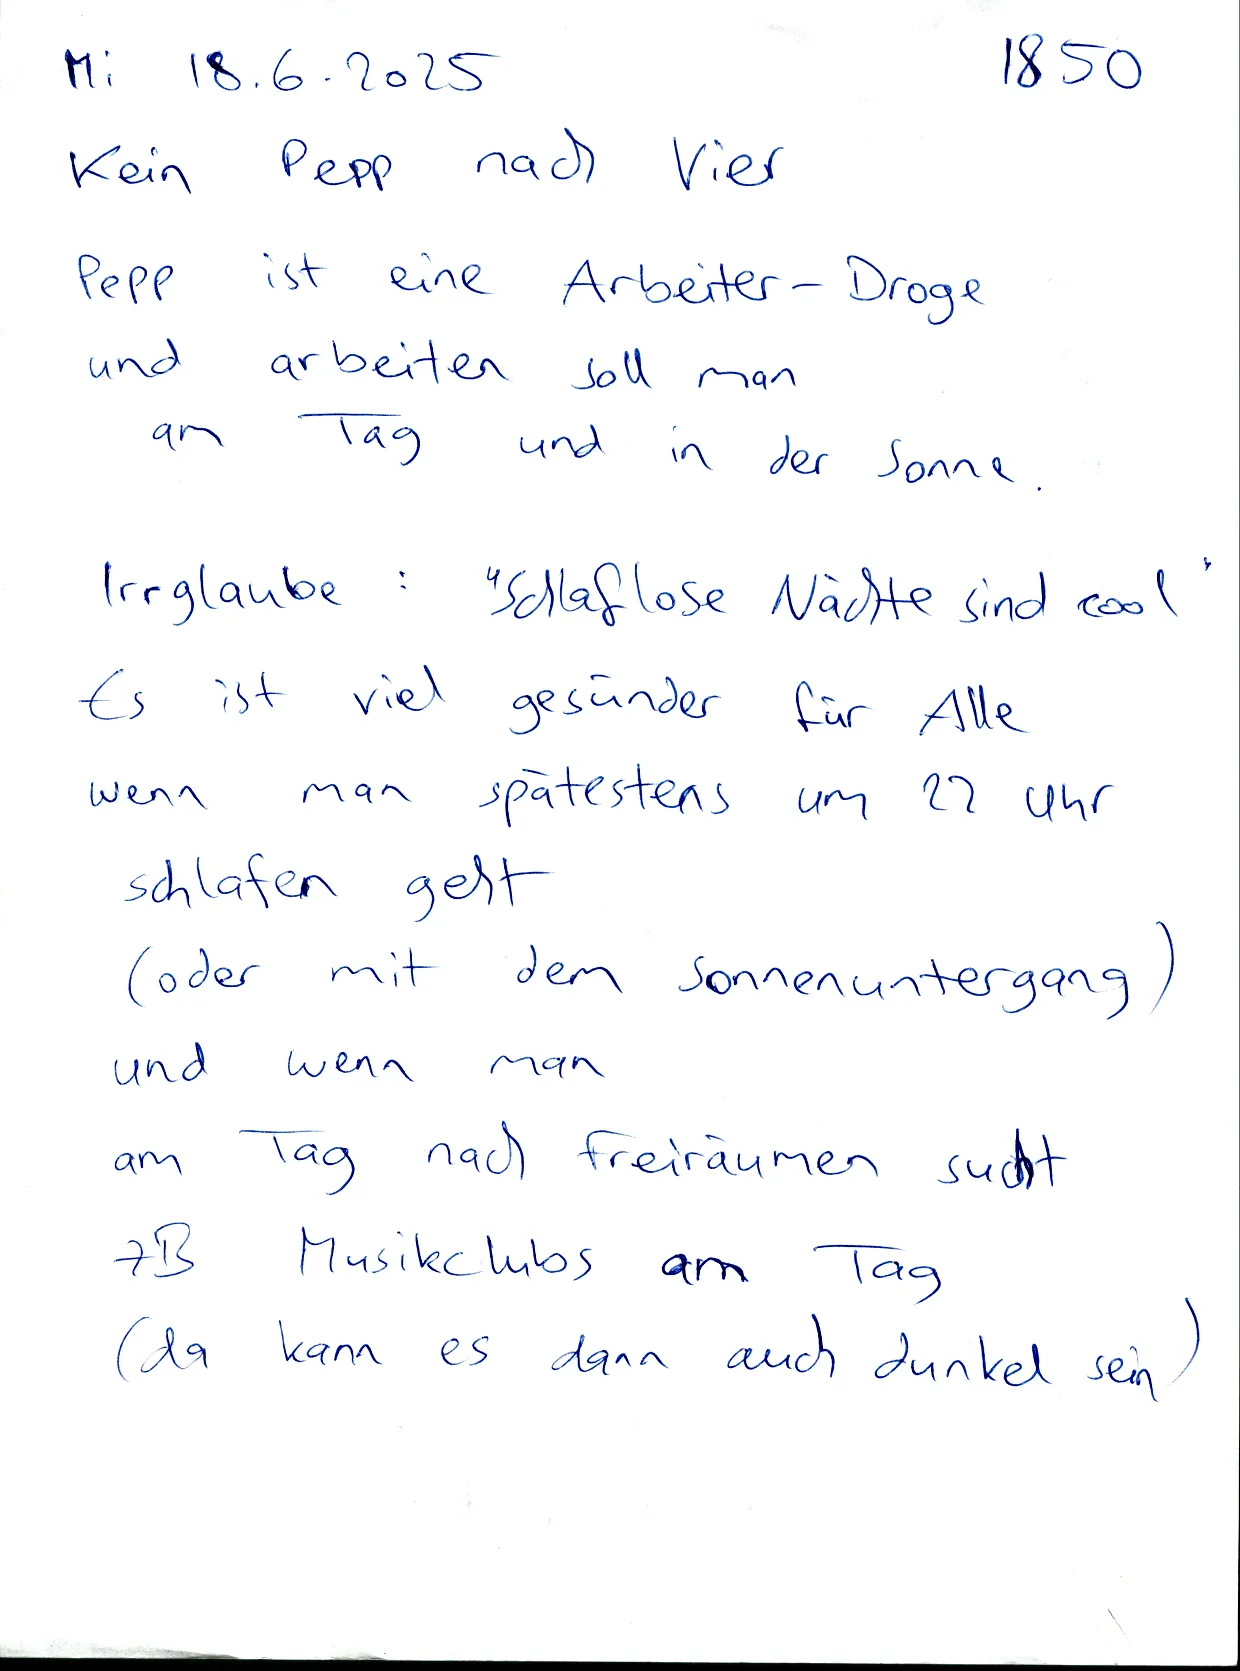 Mi 18.6.2025 1850
Kein Pepp nach Vier
Pepp ist eine Arbeiter-Droge
und arbeiten soll man
am Tag und in der Sonne.
Irrglaube: "Schlaflose Nächte sind cool"
Es ist viel gesünder für Alle
wenn man spätestens um 22 Uhr
schlafen geht
(oder mit dem Sonnenuntergang)
und wenn man
am Tag nach Freiräumen sucht
zB Musikclubs am Tag
(da kann es dann auch dunkel sein)